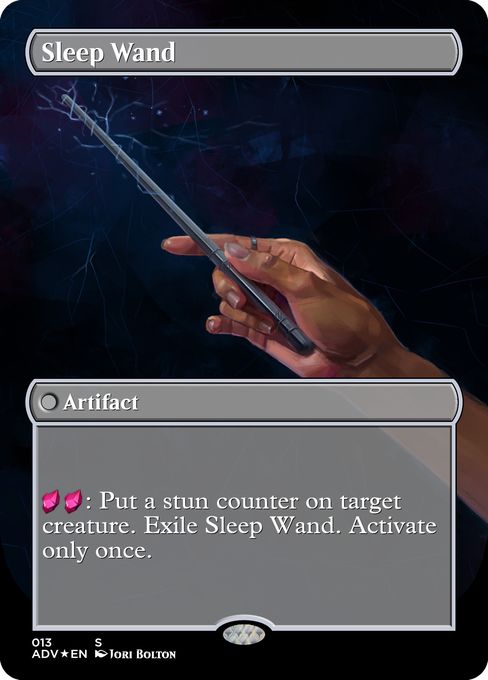 Sleep Wand
Artifact
: Put a stun counter on target
creature. Exile Sleep Wand. Activate
only once.
013 S
ADV★EN Jori Bolton